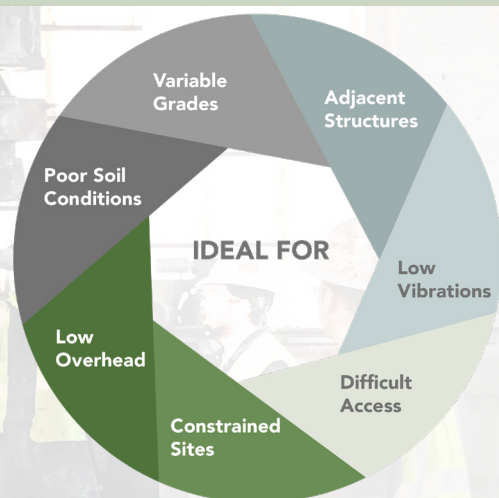 IDEAL FOR
Variable
Grades
Adjacent
Structures
Low
Vibrations
Difficult
Access
Constrained
Sites
Low
Overhead
Poor Soil
Conditions